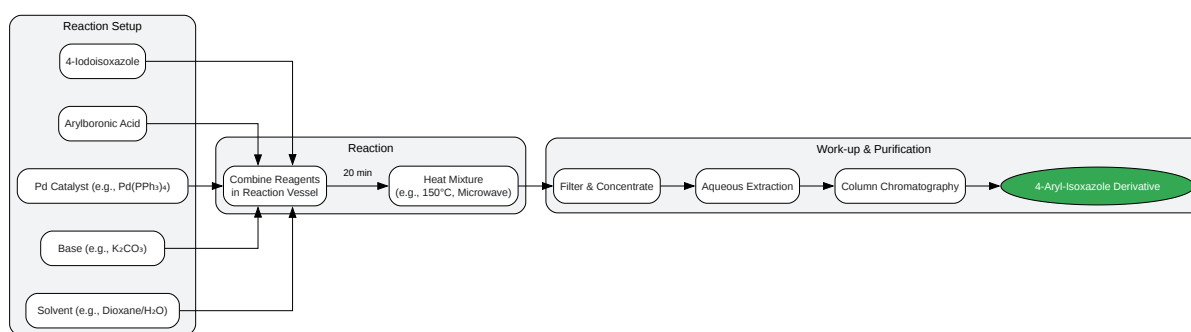 Reaction Setup
4-Iodoisoxazole
Arylboronic Acid
Pd Catalyst (e.g., Pd(PPh₃)₄)
Base (e.g., K₂CO₃)
Solvent (e.g., Dioxane/H₂O)
Reaction
Combine Reagents
in Reaction Vessel
20 min
Heat Mixture
(e.g., 150°C, Microwave)
Work-up & Purification
Filter & Concentrate
Aqueous Extraction
Column Chromatography
4-Aryl-Isoxazole Derivative